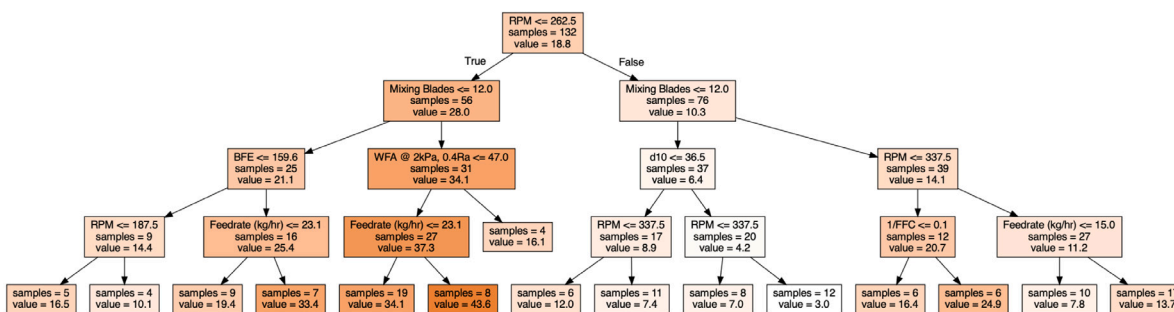 RPM <= 262.5
samples = 132
value = 18.8
True
False
Mixing Blades <= 12.0
samples = 56
value = 28.0
Mixing Blades <= 12.0
samples = 76
value = 10.3
BFE <= 159.6
samples = 25
value = 21.1
WFA @ 2kPa, 0.4Ra <= 47.0
samples = 31
value = 34.1
d10 <= 36.5
samples = 37
value = 6.4
RPM <= 337.5
samples = 39
value = 14.1
RPM <= 187.5
samples = 9
value = 14.4
Feedrate (kg/hr) <= 23.1
samples = 16
value = 25.4
Feedrate (kg/hr) <= 23.1
samples = 27
value = 37.3
samples = 4
value = 16.1
RPM <= 337.5
samples = 17
value = 8.9
RPM <= 337.5
samples = 20
value = 4.2
1/FFC <= 0.1
samples = 12
value = 20.7
Feedrate (kg/hr) <= 15.0
samples = 27
value = 11.2
samples = 5
value = 16.5
samples = 4
value = 10.1
samples = 9
value = 19.4
samples = 7
value = 33.4
samples = 19
value = 34.1
samples = 8
value = 43.6
samples = 6
value = 12.0
samples = 11
value = 7.4
samples = 8
value = 7.0
samples = 12
value = 3.0
samples = 6
value = 16.4
samples = 6
value = 24.9
samples = 10
value = 7.8
samples = 17
value = 13.7